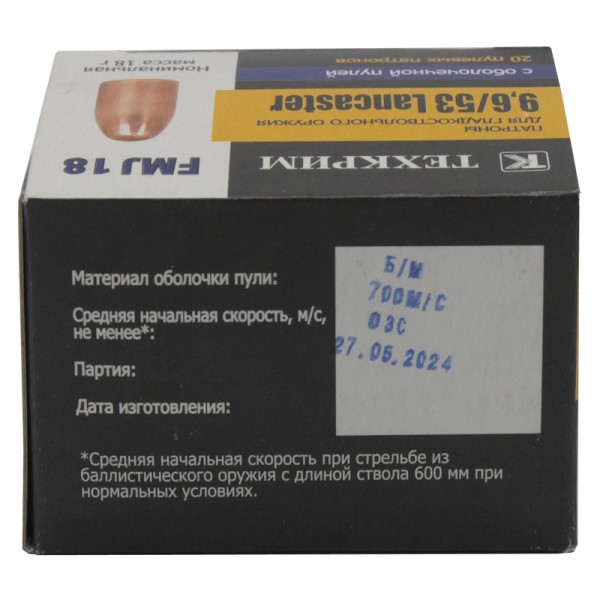 ТК ТЕХКРИМ
FMJ 18
ПАТРОНЫ
ДЛЯ ГЛАДКОСТВОЛЬНОГО ОРУЖИЯ
9,6/53 Lancaster
с оболочечной пулей
20 пулевых патронов
Номинальная
масса 18 г
Материал оболочки пули:
Б/М
Средняя начальная скорость, м/с,
не менее*:
700М/С
Партия:
03С
Дата изготовления:
27.05.2024
*Средняя начальная скорость при стрельбе из
баллистического оружия с длиной ствола 600 мм при
нормальных условиях.